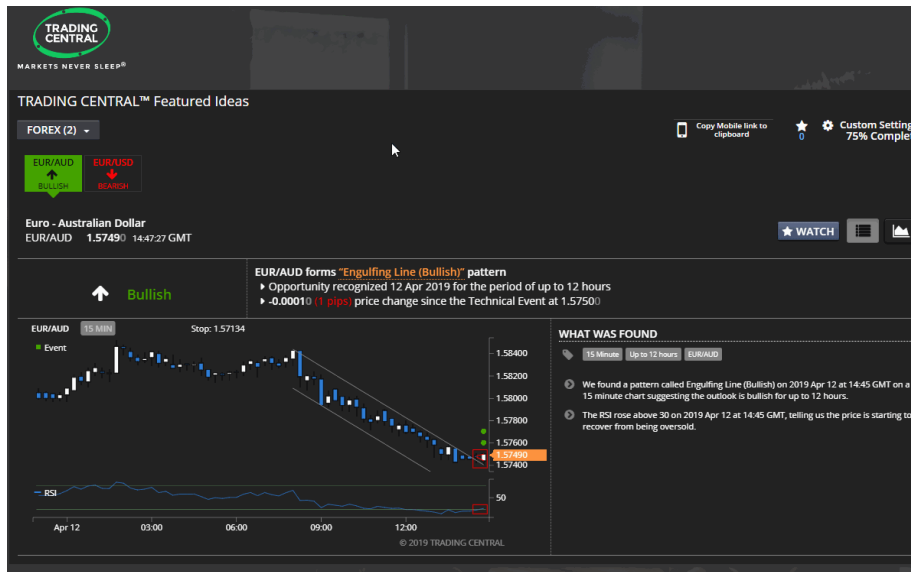 TRADING
CENTRAL
MARKETS NEVER SLEEP®
TRADING CENTRAL™ Featured Ideas
FOREX (2)
Copy Mobile link to
clipboard
0
Custom Setting
75% Complet
EUR/AUD
BULLISH
EUR/USD
BEARISH
Euro - Australian Dollar
EUR/AUD 1.57490 14:47:27 GMT
WATCH
Bullish
EUR/AUD forms "Engulfing Line (Bullish)" pattern
Opportunity recognized 12 Apr 2019 for the period of up to 12 hours
-0.00010 (1 pips) price change since the Technical Event at 1.57500
EUR/AUD 15 MIN Stop: 1.57134
Event
1.58400
1.58200
1.58000
1.57800
1.57600
1.57490
1.57400
RSI
50
Apr 12 03:00 06:00 09:00 12:00
© 2019 TRADING CENTRAL
WHAT WAS FOUND
15 Minute Up to 12 hours EUR/AUD
We found a pattern called Engulfing Line (Bullish) on 2019 Apr 12 at 14:45 GMT on a
15 minute chart suggesting the outlook is bullish for up to 12 hours.
The RSI rose above 30 on 2019 Apr 12 at 14:45 GMT, telling us the price is starting to
recover from being oversold.